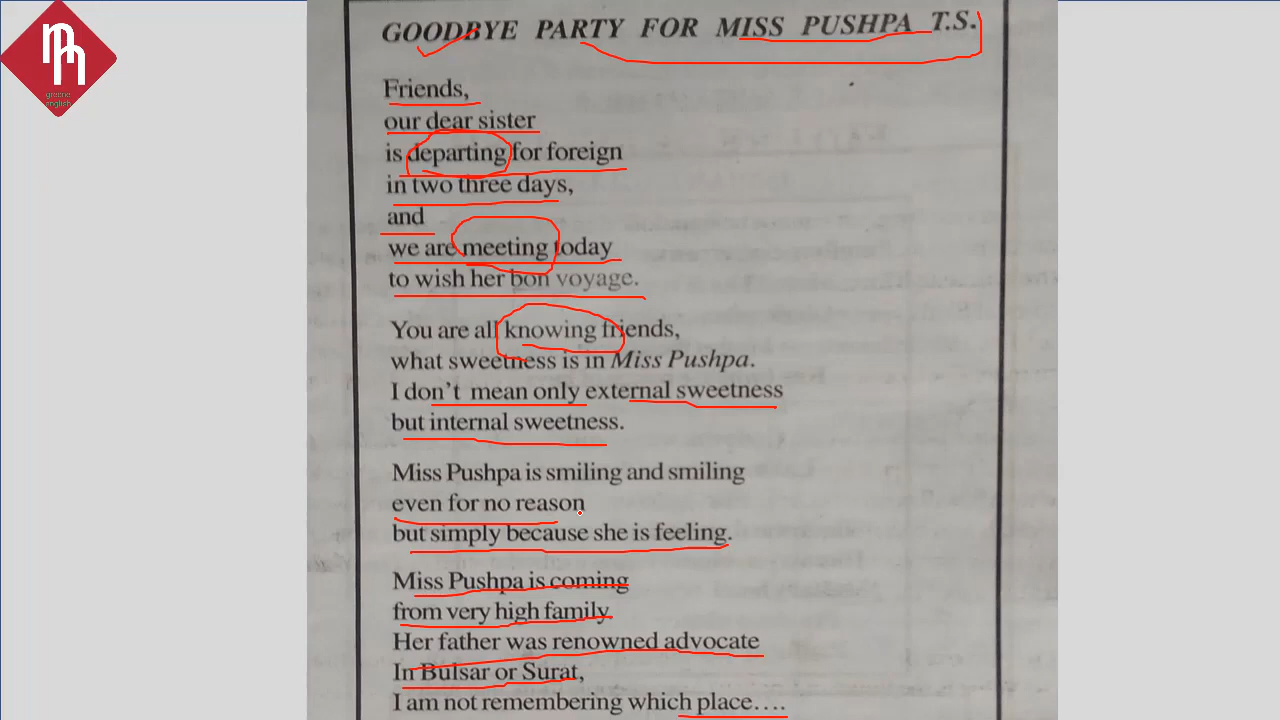 GOODBYE PARTY FOR MISS PUSHPA T.S.
greene
english
Friends,
our dear sister
is departing for foreign
in two three days,
and
we are meeting today
to wish her bon voyage.
You are all knowing friends,
what sweetness is in Miss Pushpa.
I don't mean only external sweetness
but internal sweetness.
Miss Pushpa is smiling and smiling
even for no reason
but simply because she is feeling.
Miss Pushpa is coming
from very high family
Her father was renowned advocate
In Bulsar or Surat,
I am not remembering which place....